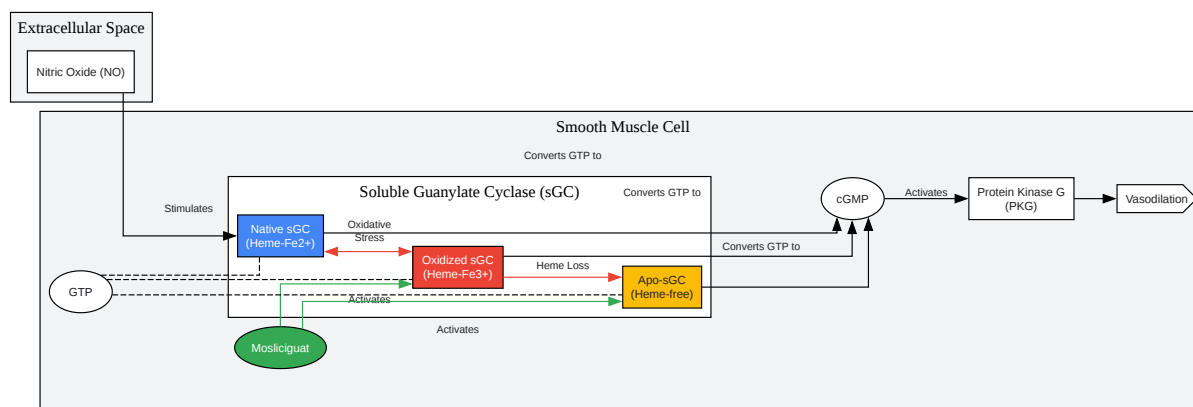 Extracellular Space
Nitric Oxide (NO)
Smooth Muscle Cell
Converts GTP to
Soluble Guanylate Cyclase (sGC)
Converts GTP to
Stimulates
Native sGC
(Heme-Fe2+)
Oxidative
Stress
Oxidized sGC
(Heme-Fe3+)
Heme Loss
Apo-sGC
(Heme-free)
Converts GTP to
cGMP
Activates
Protein Kinase G
(PKG)
Vasodilation
GTP
Activates
Activates
Mosliciguat